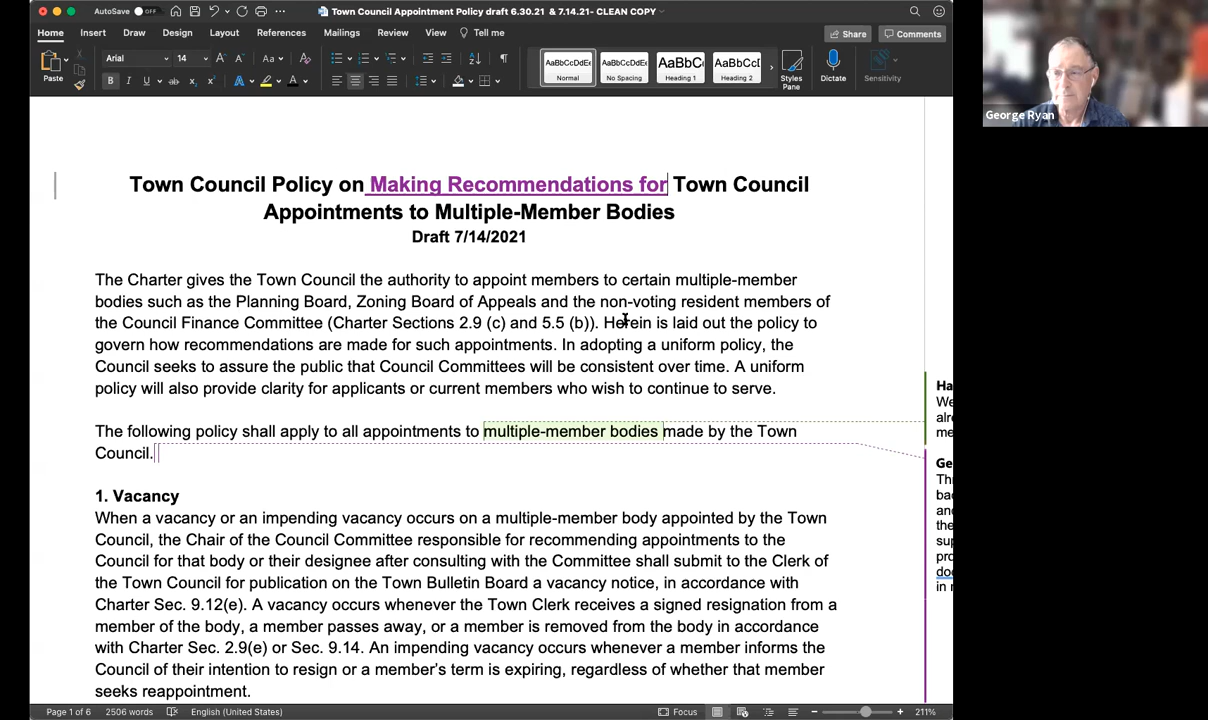 AutoSave OFF Town Council Appointment Policy draft 6.30.21 & 7.14.21- CLEAN COPY
Home Insert Draw Design Layout References Mailings Review View Tell me Share Comments
Paste Arial 14 AaBbCcDdEe Normal AaBbCcDdEe No Spacing AaBbC Heading 1 AaBbCcD Heading 2 Styles Pane Dictate Sensitivity
George Ryan
Town Council Policy on Making Recommendations for Town Council
Appointments to Multiple-Member Bodies
Draft 7/14/2021
The Charter gives the Town Council the authority to appoint members to certain multiple-member
bodies such as the Planning Board, Zoning Board of Appeals and the non-voting resident members of
the Council Finance Committee (Charter Sections 2.9 (c) and 5.5 (b)). Herein is laid out the policy to
govern how recommendations are made for such appointments. In adopting a uniform policy, the
Council seeks to assure the public that Council Committees will be consistent over time. A uniform
policy will also provide clarity for applicants or current members who wish to continue to serve.
The following policy shall apply to all appointments to multiple-member bodies made by the Town
Council.
1. Vacancy
When a vacancy or an impending vacancy occurs on a multiple-member body appointed by the Town
Council, the Chair of the Council Committee responsible for recommending appointments to the
Council for that body or their designee after consulting with the Committee shall submit to the Clerk of
the Town Council for publication on the Town Bulletin Board a vacancy notice, in accordance with
Charter Sec. 9.12(e). A vacancy occurs whenever the Town Clerk receives a signed resignation from a
member of the body, a member passes away, or a member is removed from the body in accordance
with Charter Sec. 2.9(e) or Sec. 9.14. An impending vacancy occurs whenever a member informs the
Council of their intention to resign or a member's term is expiring, regardless of whether that member
seeks reappointment.
Ha
We
alr
me
Ge
Thr
bac
and
the
sup
pro
doc
in r
Page 1 of 6 2506 words English (United States) Focus 211%